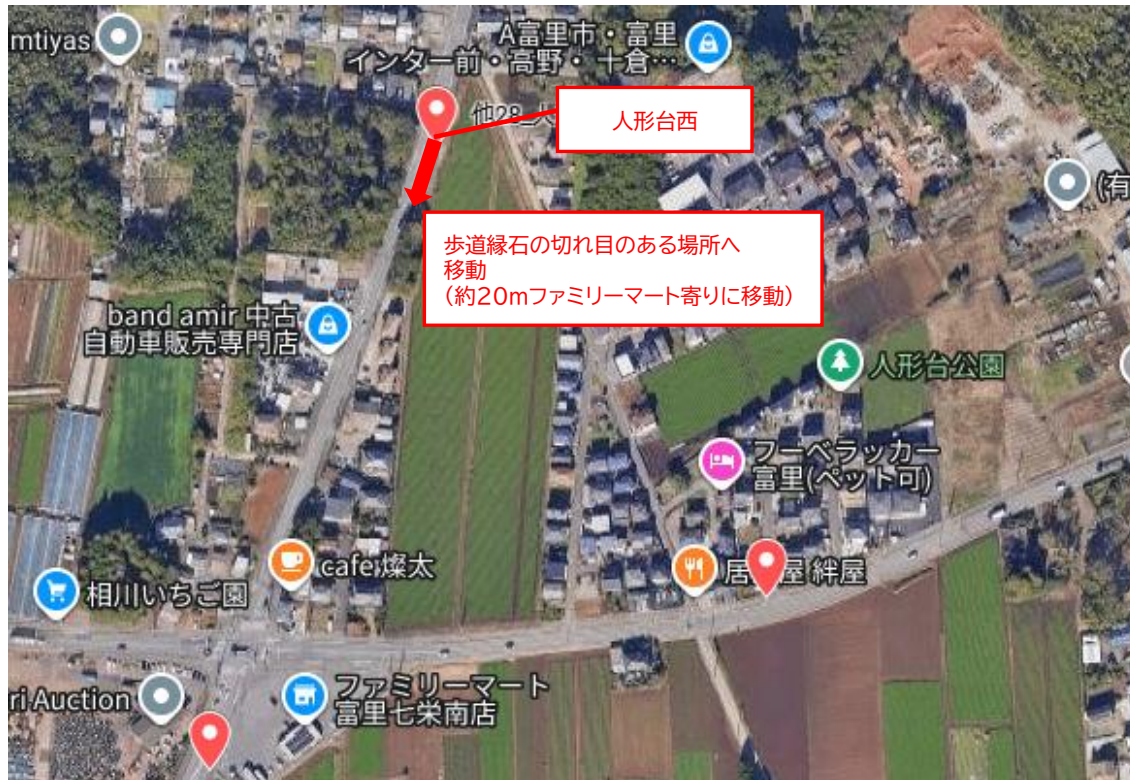 mtiyas
A富里市・富里
インター前・高野・十倉…
他28_人
人形台西
歩道縁石の切れ目のある場所へ
移動
（約20mファミリーマート寄りに移動）
(有
band amir 中古
自動車販売専門店
人形台公園
フーベラッカー
富里(ペット可)
cafe 燦太
居 屋 絆屋
相川いちご園
ri Auction
ファミリーマート
富里七栄南店